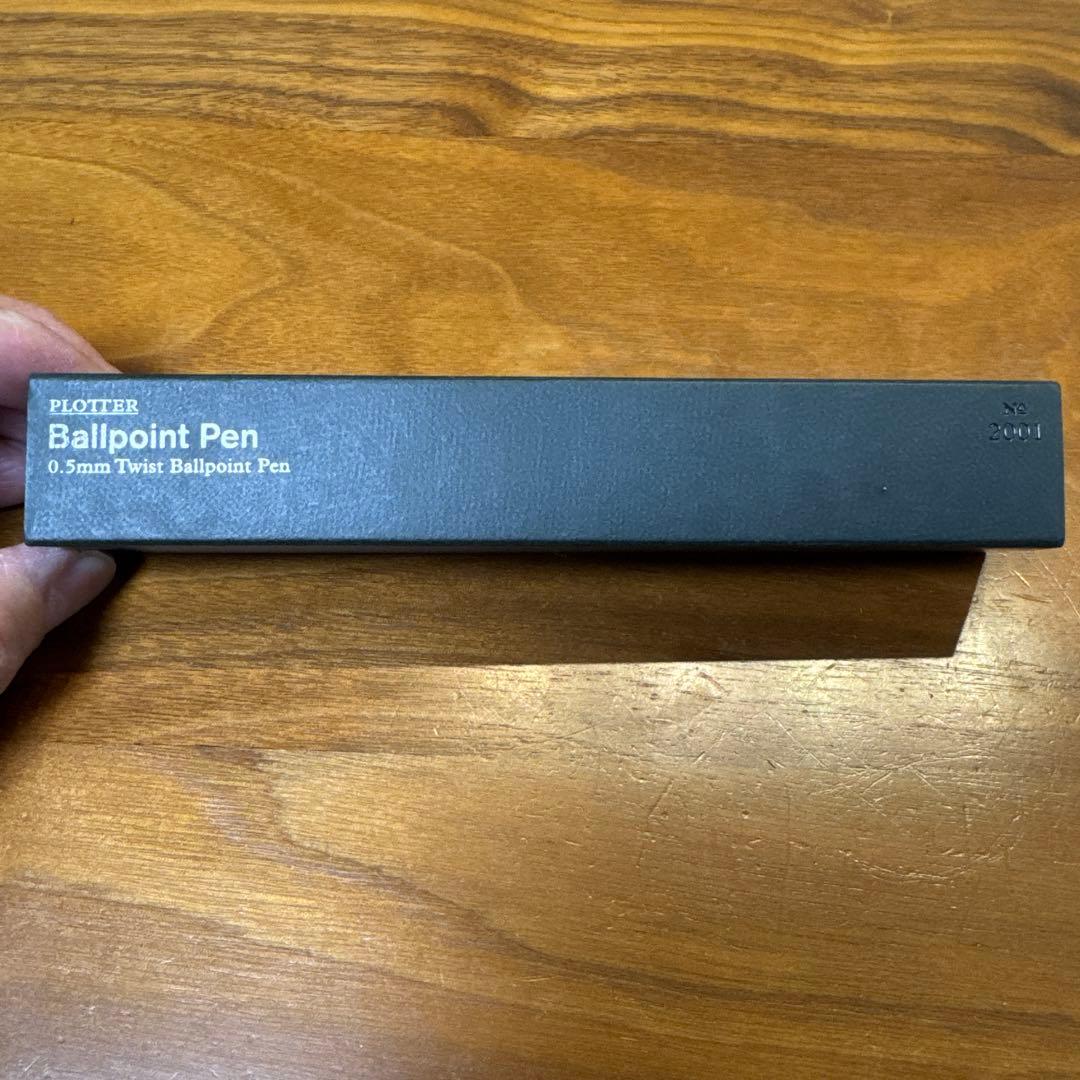 PLOTTER
Ballpoint Pen
0.5mm Twist Ballpoint Pen
Nº
2001